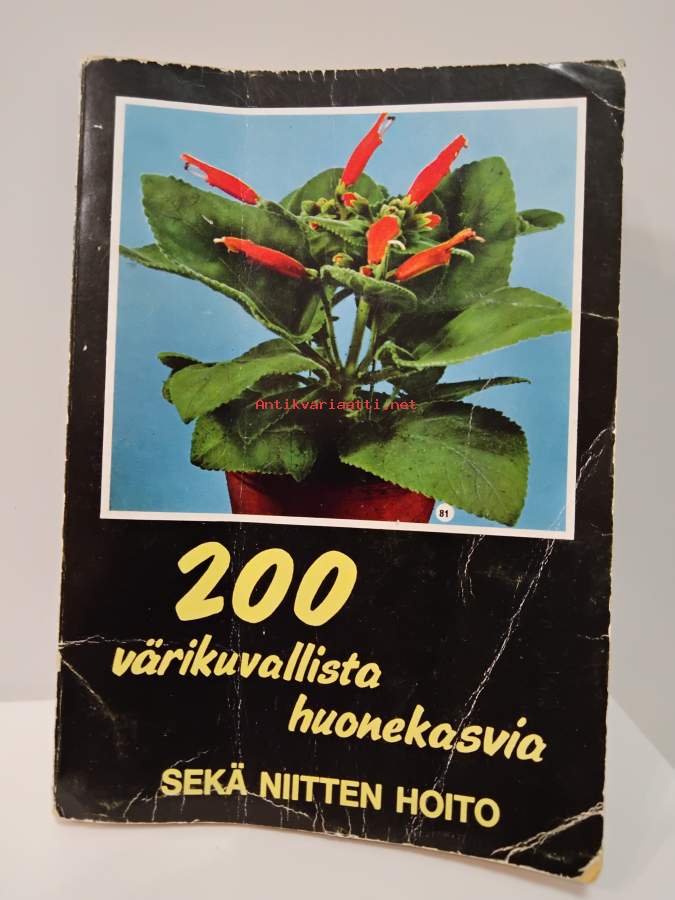 Antikvariaatti.net
81
200
värikuvallista
huonekasvia
SEKÄ NIITTEN HOITO